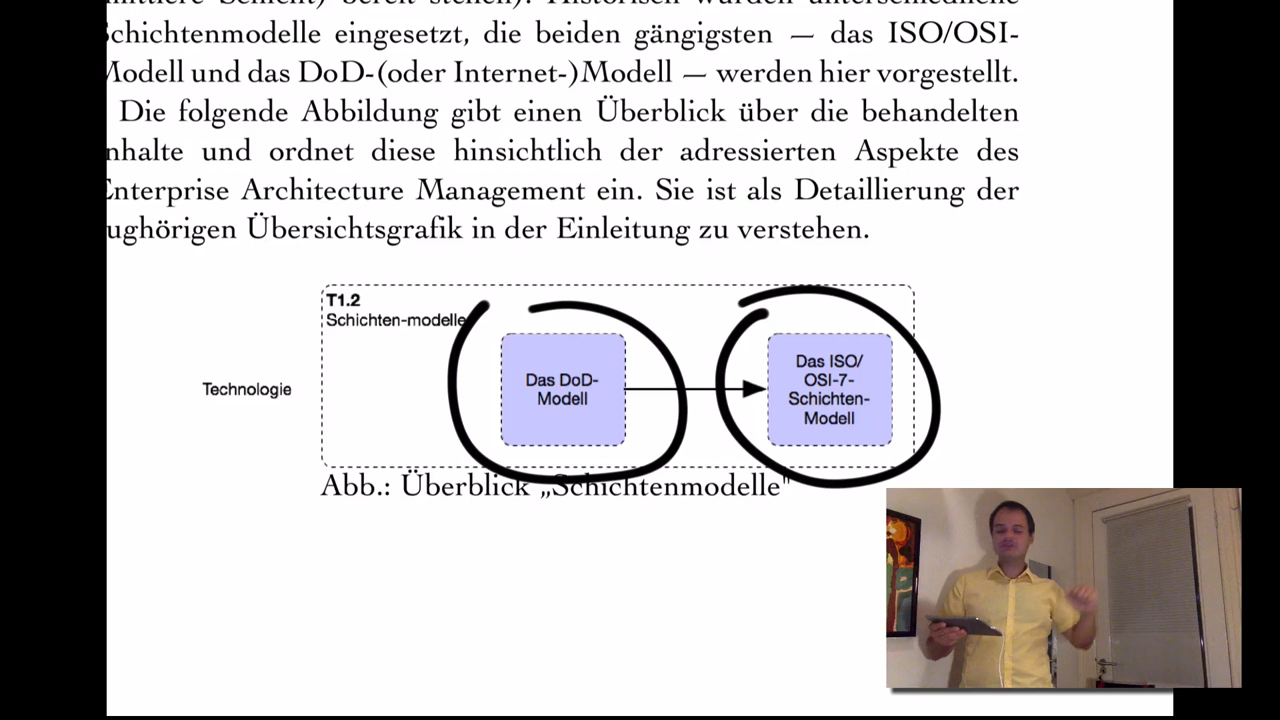 Schichtenmodelle eingesetzt, die beiden gängigsten — das ISO/OSI-
Modell und das DoD-(oder Internet-)Modell — werden hier vorgestellt.
Die folgende Abbildung gibt einen Überblick über die behandelten
nhalte und ordnet diese hinsichtlich der adressierten Aspekte des
Enterprise Architecture Management ein. Sie ist als Detaillierung der
ughörigen Übersichtsgrafik in der Einleitung zu verstehen.
T1.2
Schichten-modelle
Technologie
Das DoD-
Modell
Das ISO/
OSI-7-
Schichten-
Modell
Abb.: Überblick „Schichtenmodelle"